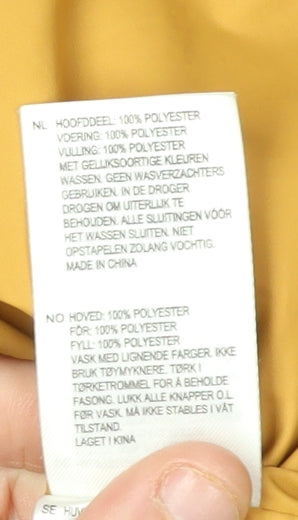 NL HOOFDDEEL: 100% POLYESTER
VOERING: 100% POLYESTER
VULLING: 100% POLYESTER
MET GELIJKSOORTIGE KLEUREN
WASSEN. GEEN WASVERZACHTERS
GEBRUIKEN. IN DE DROGER
DROGEN OM UITERLIJK TE
BEHOUDEN. ALLE SLUITINGEN VÓÓR
HET WASSEN SLUITEN. NIET
OPSTAPELEN ZOLANG VOCHTIG.
MADE IN CHINA
NO HOVED: 100% POLYESTER
FÔR: 100% POLYESTER
FYLL: 100% POLYESTER
VASK MED LIGNENDE FARGER. IKKE
BRUK TØYMYKNERE. TØRK I
TØRKETROMMEL FOR Å BEHOLDE
FASONG. LUKK ALLE KNAPPER O.L.
FØR VASK. MÅ IKKE STABLES I VÅT
TILSTAND.
LAGET I KINA
SE